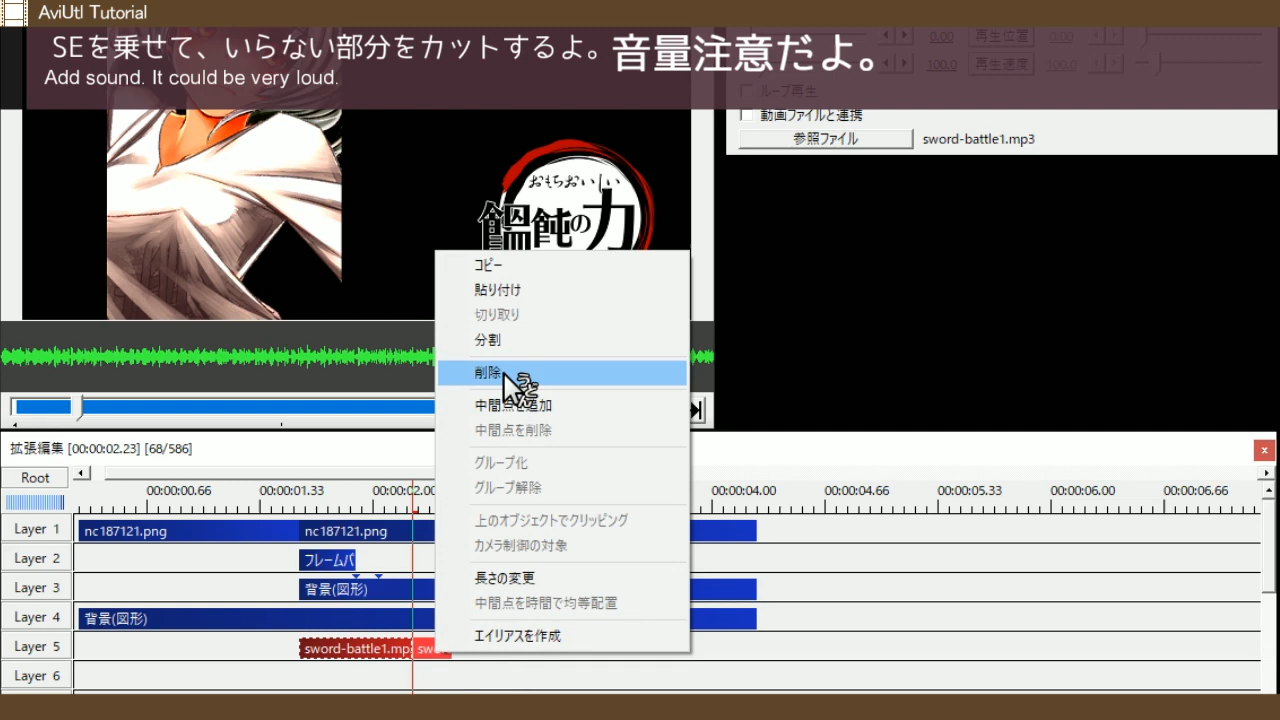 AviUtl Tutorial
SEを乗せて、いらない部分をカットするよ。音量注意だよ。
Add sound. It could be very loud.
0.00 再生位置 0.00
100.0 再生速度 100.0
ループ再生
動画ファイルと連携
参照ファイル sword-battle1.mp3
おもちおいしい
饂飩の力
コピー
貼り付け
切り取り
分割
削除
中間点を追加
中間点を削除
グループ化
グループ解除
上のオブジェクトでクリッピング
カメラ制御の対象
長さの変更
中間点を時間で均等配置
エイリアスを作成
拡張編集 [00:00:02.23] [68/586]
x
Root
00:00:00.66 00:00:01.33 00:00:02.00 00:00:04.00 00:00:04.66 00:00:05.33 00:00:06.00 00:00:06.66
Layer 1 nc187121.png nc187121.png
Layer 2 フレームバ
Layer 3 背景(図形)
Layer 4 背景(図形)
Layer 5 sword-battle1.mp
Layer 6